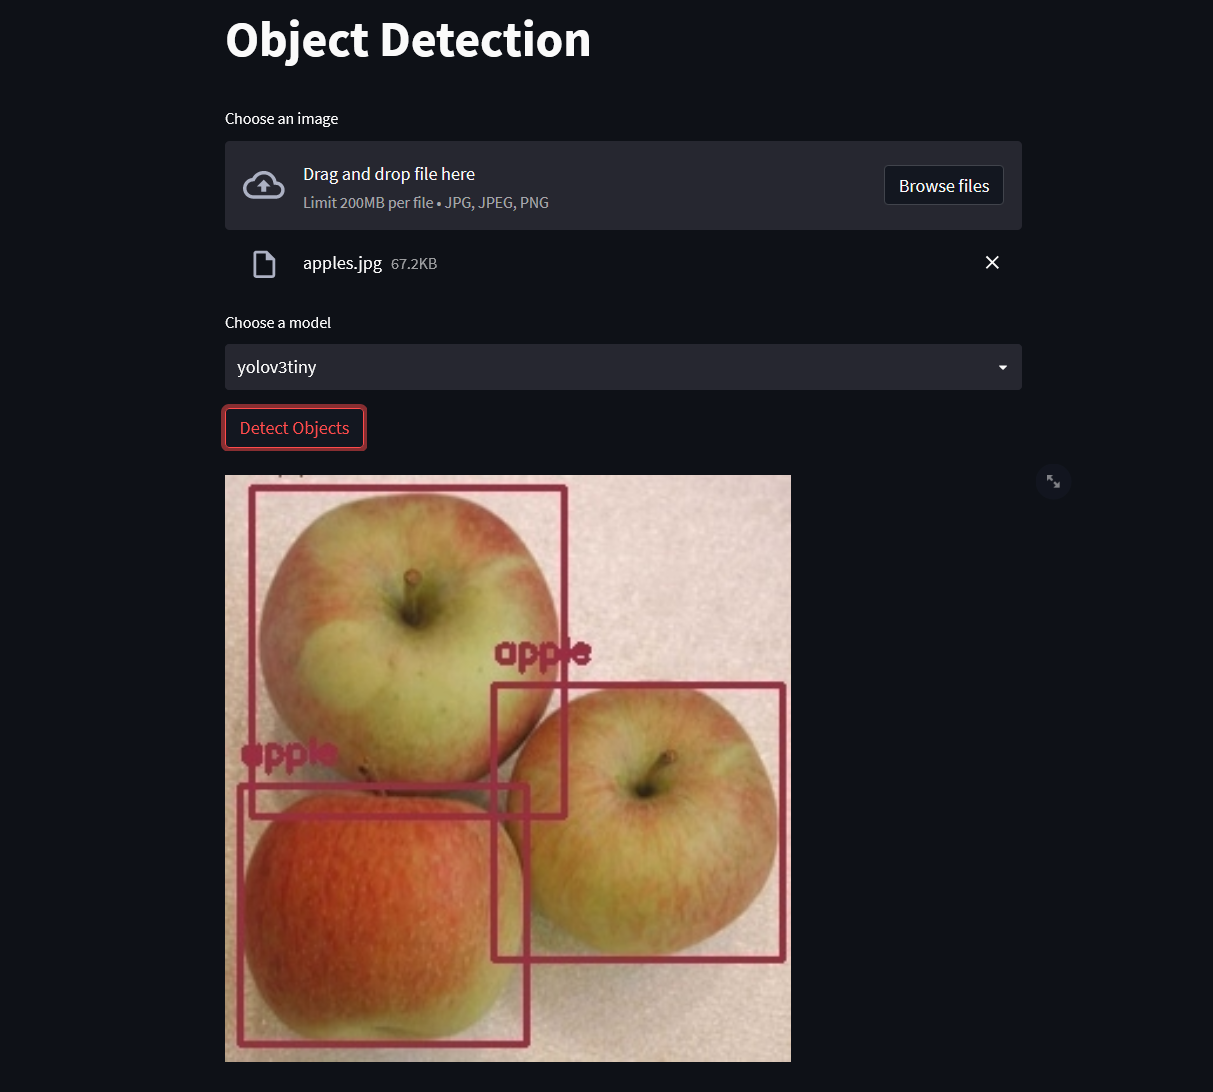 Object Detection
Choose an image
Drag and drop file here
Limit 200MB per file • JPG, JPEG, PNG
Browse files
apples.jpg 67.2KB
Choose a model
yolov3tiny
Detect Objects
apple
apple